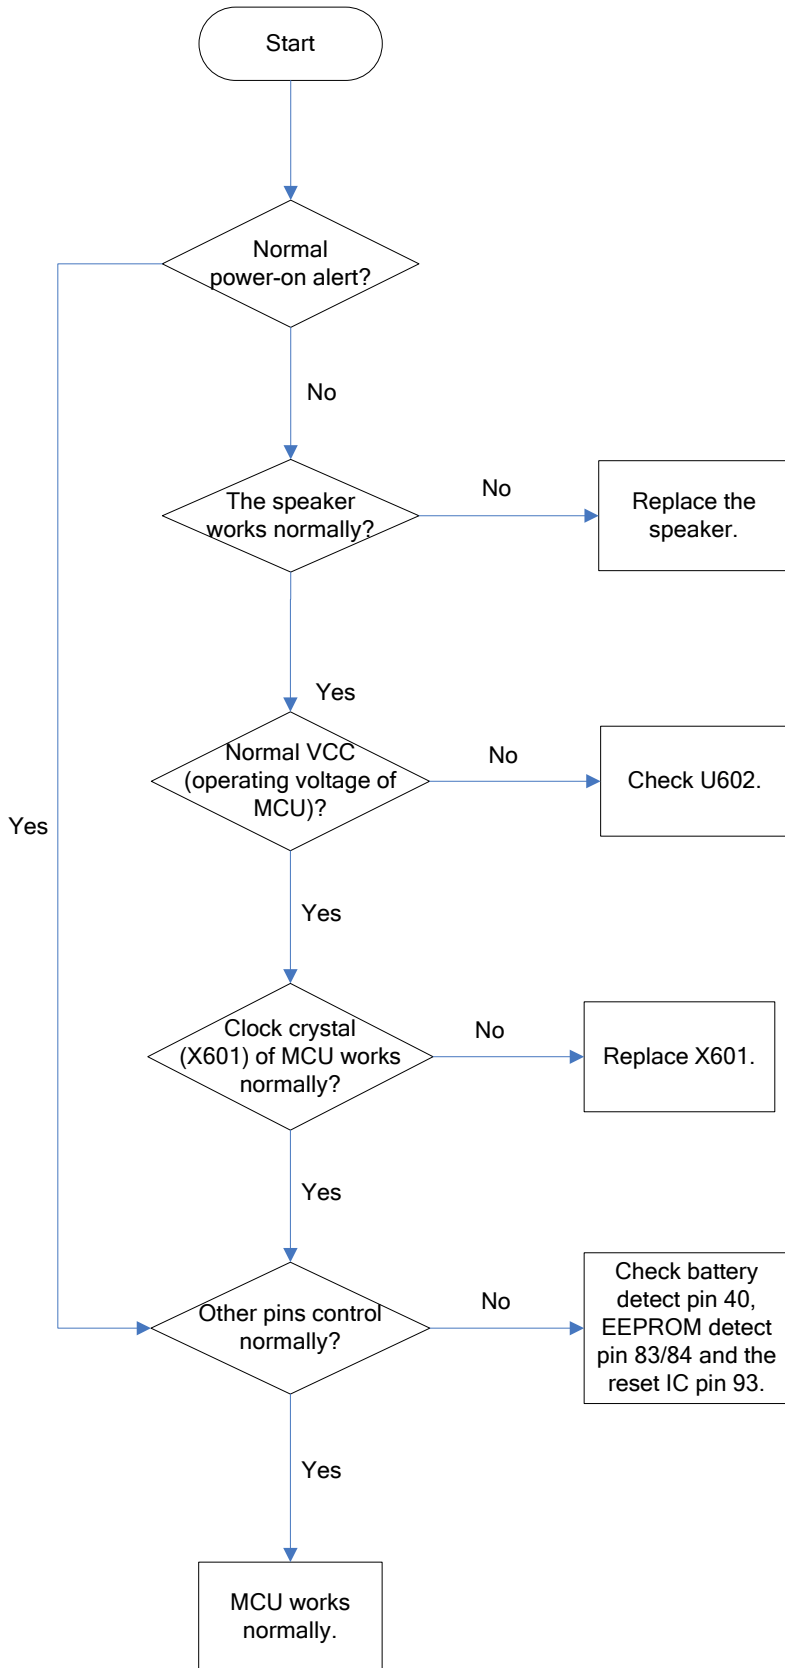 Start
Normal
power-on alert?
No
The speaker
works normally?
No
Replace the
speaker.
Yes
Normal VCC
(operating voltage of
MCU)?
No
Check U602.
Yes
Yes
Clock crystal
(X601) of MCU works
normally?
No
Replace X601.
Yes
Other pins control
normally?
No
Check battery
detect pin 40,
EEPROM detect
pin 83/84 and the
reset IC pin 93.
Yes
MCU works
normally.